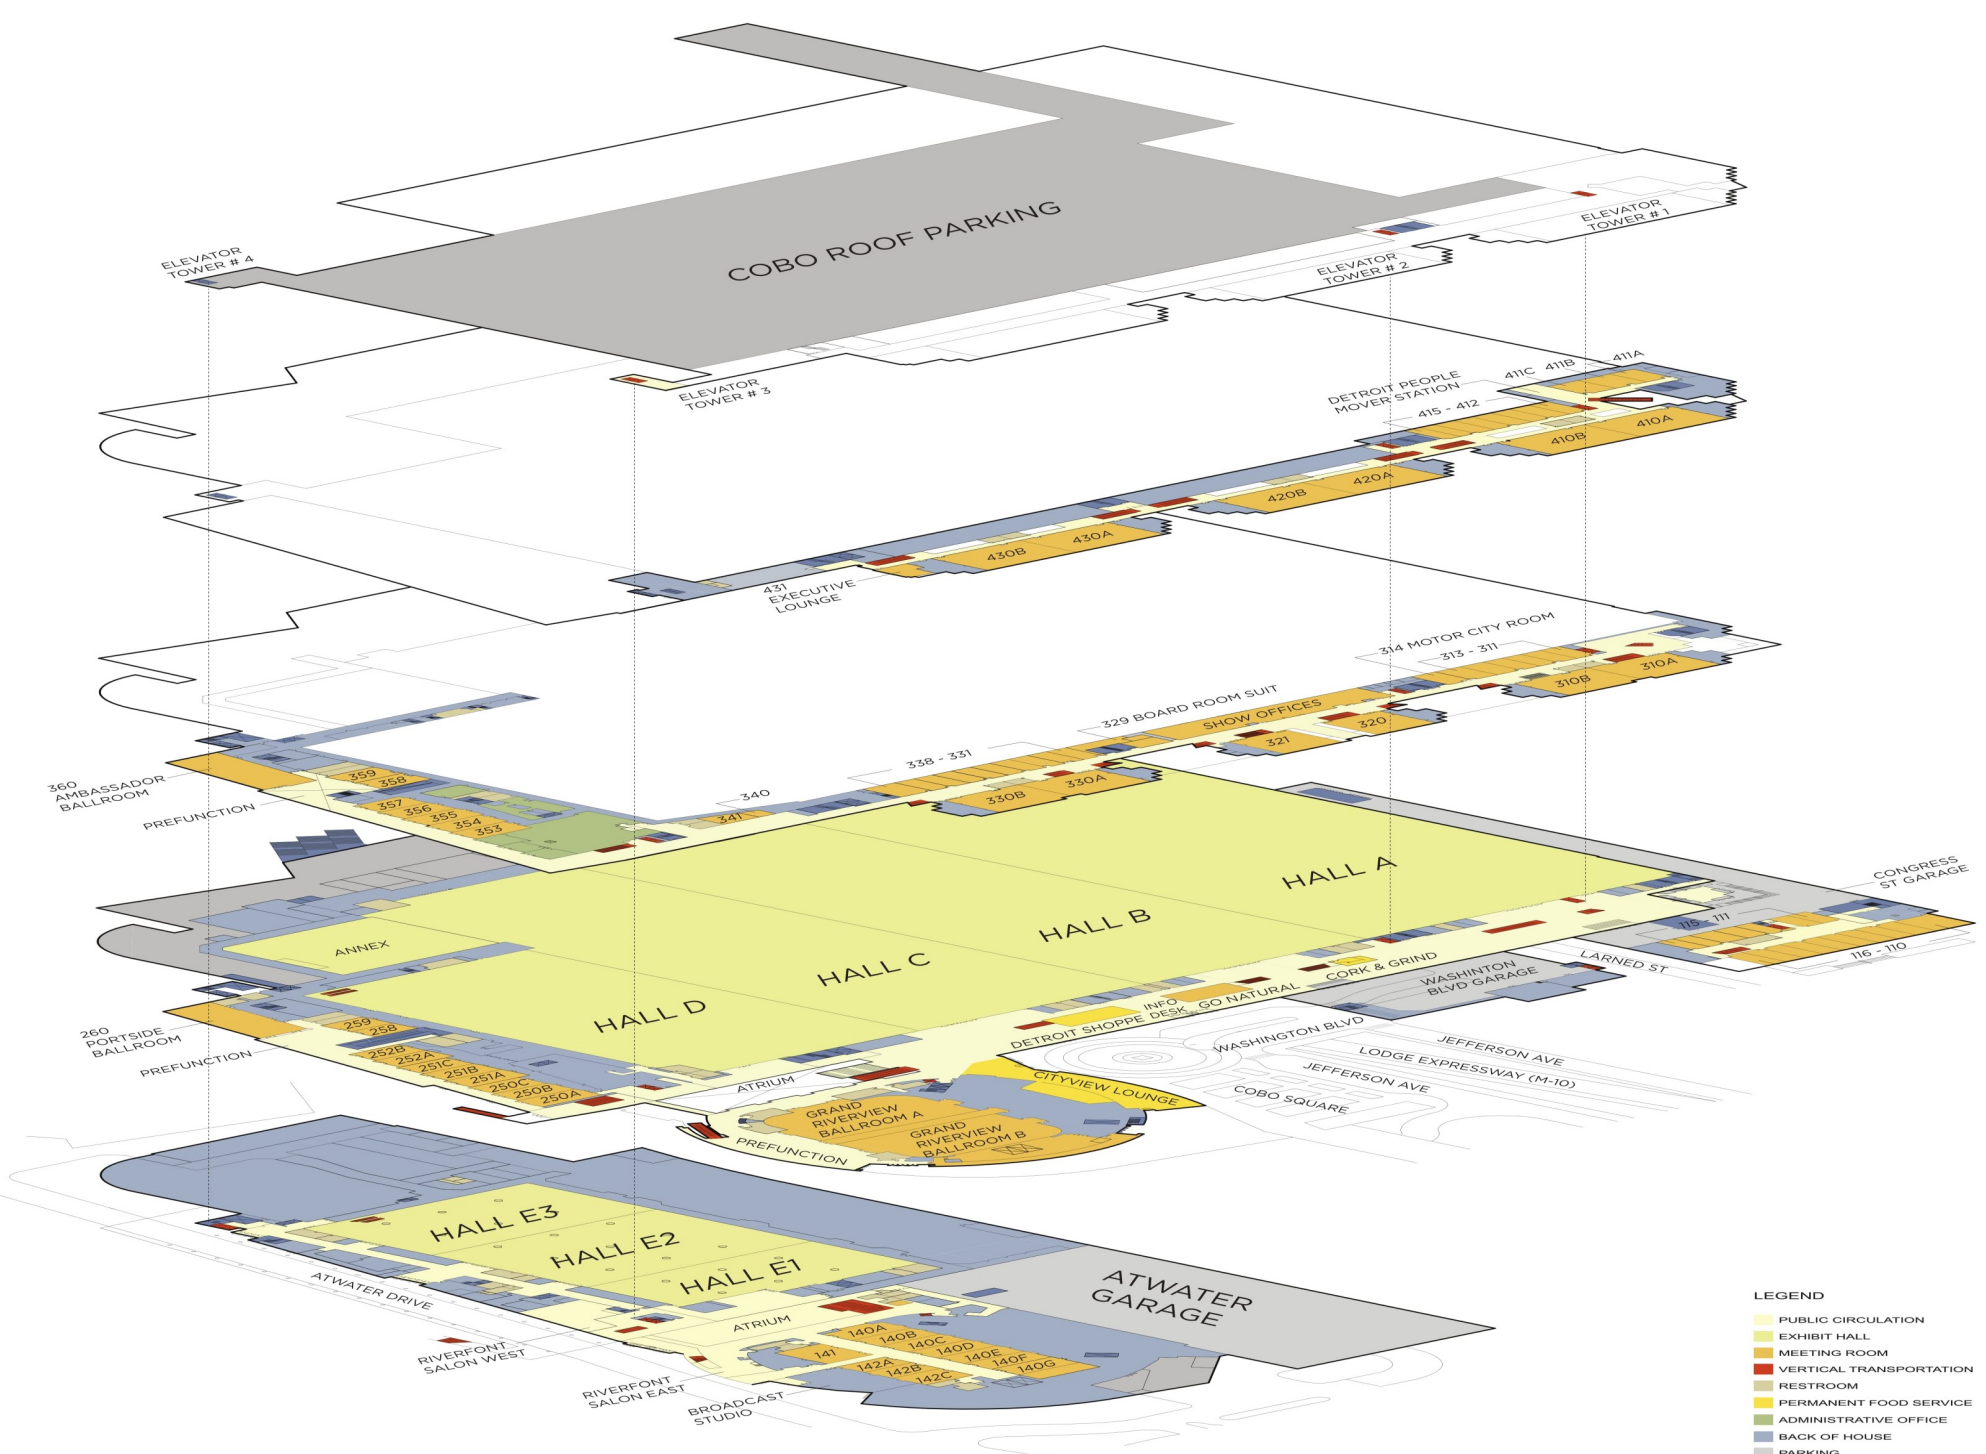 COBO ROOF PARKING
ELEVATOR
TOWER # 4
ELEVATOR
TOWER # 1
ELEVATOR
TOWER # 2
ELEVATOR
TOWER # 3
411C
411B
411A
DETROIT PEOPLE
MOVER STATION
415 - 412
410B
410A
420B
420A
430B
430A
431
EXECUTIVE
LOUNGE
314 MOTOR CITY ROOM
313 - 311
310B
310A
329 BOARD ROOM SUIT
SHOW OFFICES
320
321
338 - 331
330B
330A
340
341
360
AMBASSADOR
BALLROOM
PREFUNCTION
359
358
357
356
355
354
353
HALL A
HALL B
HALL C
HALL D
ANNEX
CONGRESS
ST GARAGE
115 - 111
116 - 110
LARNED ST
CORK & GRIND
WASHINTON
BLVD GARAGE
INFO
DESK
GO NATURAL
DETROIT SHOPPE
260
PORTSIDE
BALLROOM
PREFUNCTION
259
258
252B
252A
251C
251B
251A
250C
250B
250A
ATRIUM
CITYVIEW LOUNGE
GRAND
RIVERVIEW
BALLROOM A
GRAND
RIVERVIEW
BALLROOM B
PREFUNCTION
WASHINGTON BLVD
JEFFERSON AVE
LODGE EXPRESSWAY (M-10)
JEFFERSON AVE
COBO SQUARE
HALL E3
HALL E2
HALL E1
ATWATER
GARAGE
ATWATER DRIVE
ATRIUM
140A
140B
140C
140D
140E
140F
140G
141
142A
142B
142C
RIVERFONT
SALON WEST
RIVERFONT
SALON EAST
BROADCAST
STUDIO
LEGEND
PUBLIC CIRCULATION
EXHIBIT HALL
MEETING ROOM
VERTICAL TRANSPORTATION
RESTROOM
PERMANENT FOOD SERVICE
ADMINISTRATIVE OFFICE
BACK OF HOUSE
PARKING